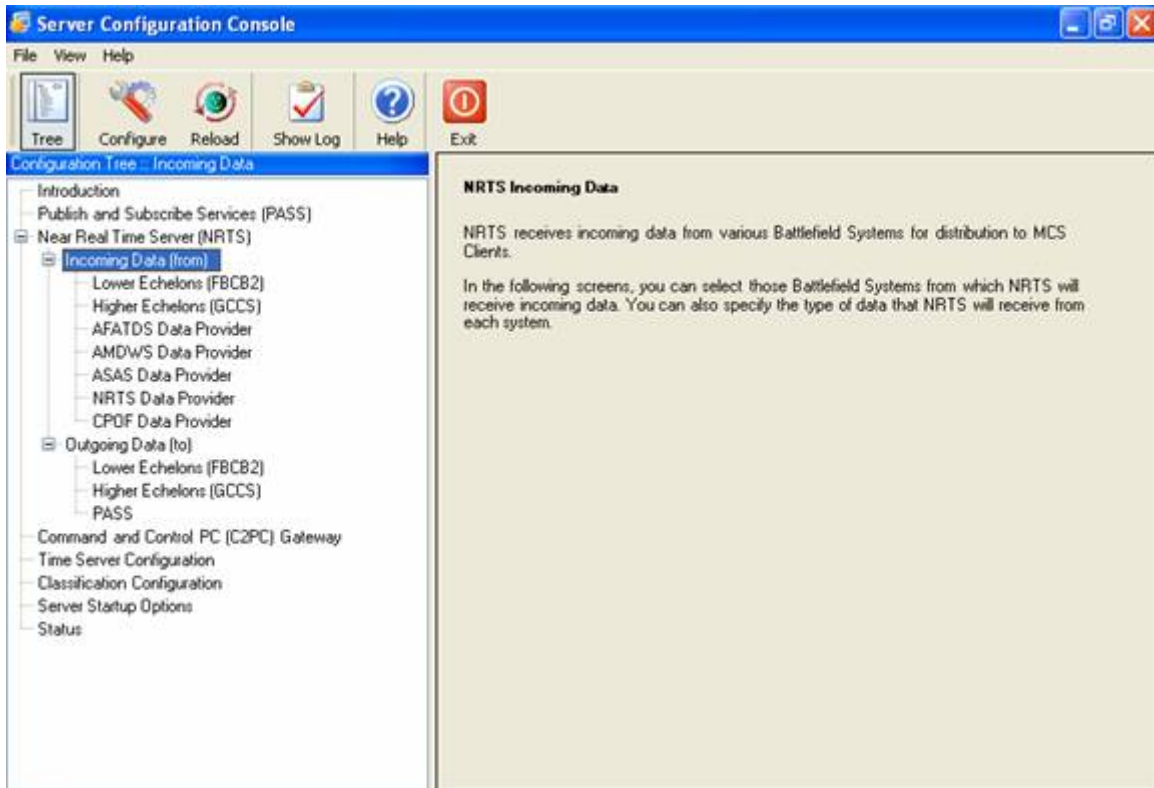 Server Configuration Console
File View Help
Tree Configure Reload Show Log Help Exit
Configuration Tree :: Incoming Data
Introduction
Publish and Subscribe Services (PASS)
Near Real Time Server (NRTS)
Incoming Data (from)
Lower Echelons (FBCB2)
Higher Echelons (GCCS)
AFATDS Data Provider
AMDWS Data Provider
ASAS Data Provider
NRTS Data Provider
CPOF Data Provider
Outgoing Data (to)
Lower Echelons (FBCB2)
Higher Echelons (GCCS)
PASS
Command and Control PC (C2PC) Gateway
Time Server Configuration
Classification Configuration
Server Startup Options
Status
NRTS Incoming Data
NRTS receives incoming data from various Battlefield Systems for distribution to MCS
Clients.
In the following screens, you can select those Battlefield Systems from which NRTS will
receive incoming data. You can also specify the type of data that NRTS will receive from
each system.